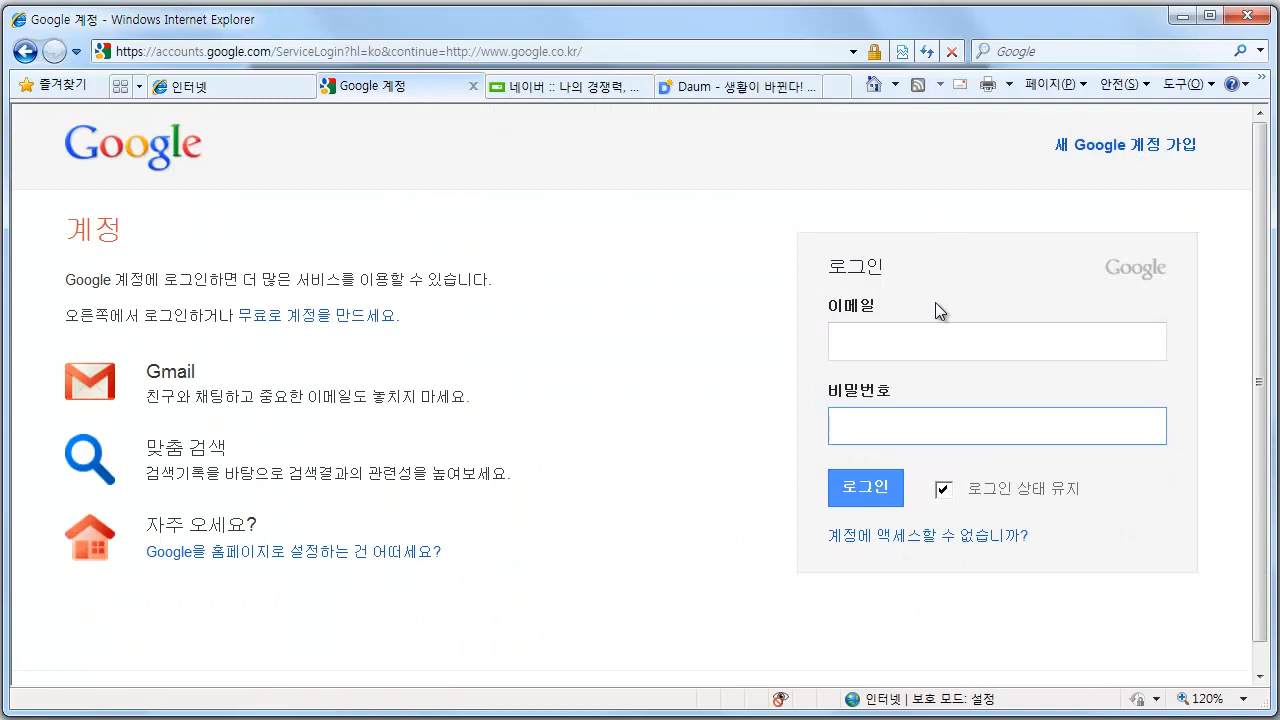 Google 계정 - Windows Internet Explorer
https://accounts.google.com/ServiceLogin?hl=ko&continue=http://www.google.co.kr/
Google
즐겨찾기
인터넷
Google 계정
네이버 :: 나의 경쟁력, ...
Daum - 생활이 바뀐다! ...
페이지(P)
안전(S)
도구(O)
Google
새 Google 계정 가입
계정
Google 계정에 로그인하면 더 많은 서비스를 이용할 수 있습니다.
오른쪽에서 로그인하거나 무료로 계정을 만드세요.
Gmail
친구와 채팅하고 중요한 이메일도 놓치지 마세요.
맞춤 검색
검색기록을 바탕으로 검색결과의 관련성을 높여보세요.
자주 오세요?
Google을 홈페이지로 설정하는 건 어떠세요?
로그인
Google
이메일
비밀번호
로그인
로그인 상태 유지
계정에 액세스할 수 없습니까?
인터넷 | 보호 모드: 설정
120%